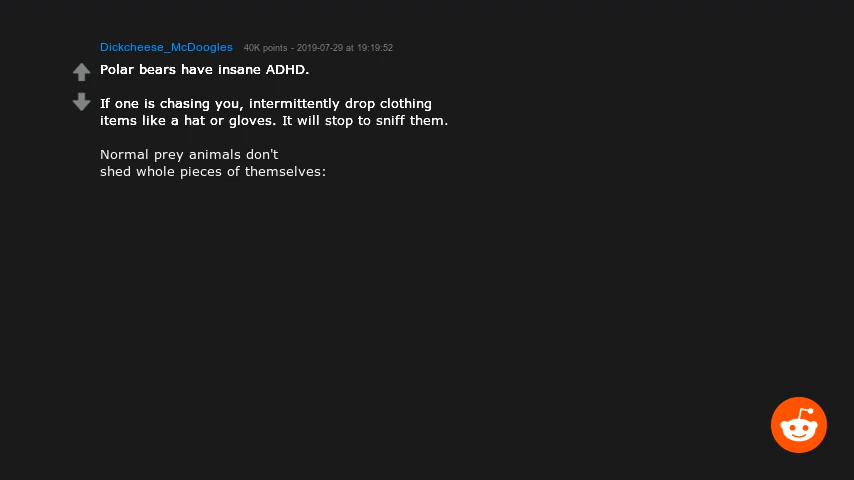 Dickcheese_McDoogles 40K points - 2019-07-29 at 19:19:52
Polar bears have insane ADHD.
If one is chasing you, intermittently drop clothing
items like a hat or gloves. It will stop to sniff them.
Normal prey animals don't
shed whole pieces of themselves: